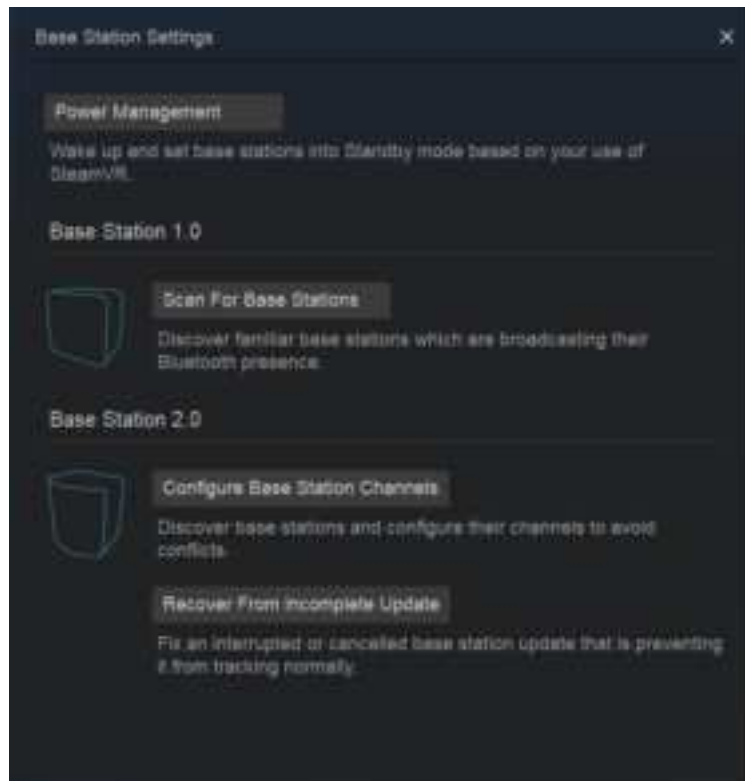 Base Station Settings
Power Management
Wake up and set base stations into Standby mode based on your use of
SteamVR.
Base Station 1.0
Scan For Base Stations
Discover familiar base stations which are broadcasting their
Bluetooth presence.
Base Station 2.0
Configure Base Station Channels
Discover base stations and configure their channels to avoid
conflicts.
Recover From Incomplete Update
Fix an interrupted or cancelled base station update that is preventing
it from tracking normally.